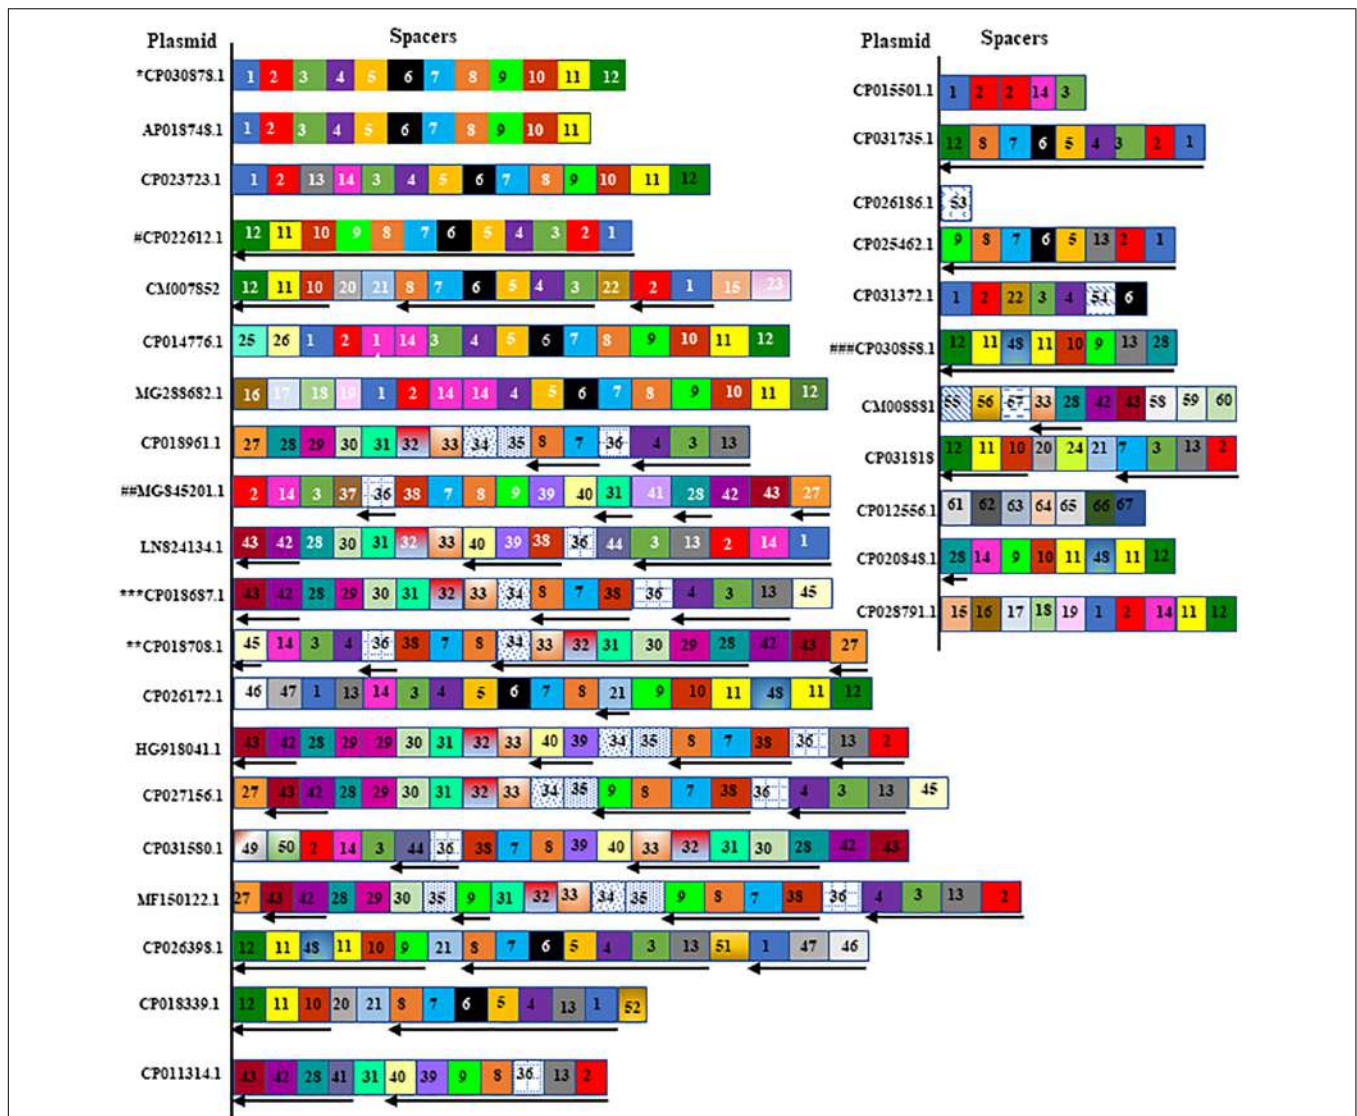 Plasmid Spacers
*CP030878.1 1 2 3 4 5 6 7 8 9 10 11 12
AP018748.1 1 2 3 4 5 6 7 8 9 10 11
CP023723.1 1 2 13 14 3 4 5 6 7 8 9 10 11 12
#CP022612.1 12 11 10 9 8 7 6 5 4 3 2 1
CM007852 12 11 10 20 21 8 7 6 5 4 3 22 2 1 15 23
CP014776.1 25 26 1 2 1 14 3 4 5 6 7 8 9 10 11 12
MG288682.1 16 17 18 19 1 2 14 14 4 5 6 7 8 9 10 11 12
CP018961.1 27 28 29 30 31 32 33 34 35 8 7 36 4 3 13
##MG845201.1 2 14 3 37 36 38 7 8 9 39 40 31 41 28 42 43 27
LN824134.1 43 42 28 30 31 32 33 40 39 38 36 44 3 13 2 14 1
***CP018687.1 43 42 28 29 30 31 32 33 34 8 7 38 36 4 3 13 45
**CP018708.1 45 14 3 4 36 38 7 8 34 33 32 31 30 29 28 42 43 27
CP026172.1 46 47 1 13 14 3 4 5 6 7 8 21 9 10 11 48 11 12
HG918041.1 43 42 28 29 29 30 31 32 33 40 39 34 35 8 7 38 36 13 2
CP027156.1 27 43 42 28 29 30 31 32 33 34 35 9 8 7 38 36 4 3 13 45
CP031580.1 49 50 2 14 3 44 36 38 7 8 39 40 33 32 31 30 28 42 43
MF150122.1 27 43 42 28 29 30 35 9 31 32 33 34 35 9 8 7 38 36 4 3 13 2
CP026398.1 12 11 48 11 10 9 21 8 7 6 5 4 3 13 51 1 47 46
CP018339.1 12 11 10 20 21 8 7 6 5 4 13 1 52
CP011314.1 43 42 28 41 31 40 39 9 8 36 13 2
Plasmid Spacers
CP015501.1 1 2 2 14 3
CP031735.1 12 8 7 6 5 4 3 2 1
CP026186.1 53
CP025462.1 9 8 7 6 5 13 2 1
CP031372.1 1 2 22 3 4 54 6
###CP030858.1 12 11 48 11 10 9 13 28
CM008881 55 56 57 33 28 42 43 58 59 60
CP031818 12 11 10 20 24 21 7 3 13 2
CP012556.1 61 62 63 64 65 66 67
CP020848.1 28 14 9 10 11 48 11 12
CP028791.1 15 16 17 18 19 1 2 14 11 12